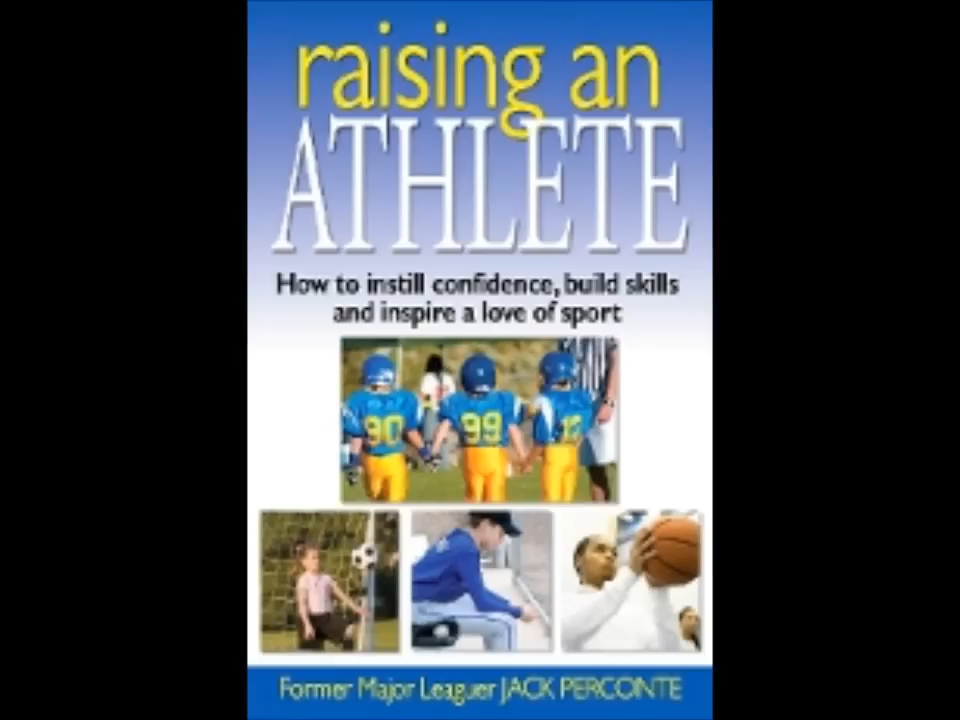 raising an
ATHLETE
How to instill confidence, build skills
and inspire a love of sport
90
99
12
Former Major Leaguer JACK PERCONTE